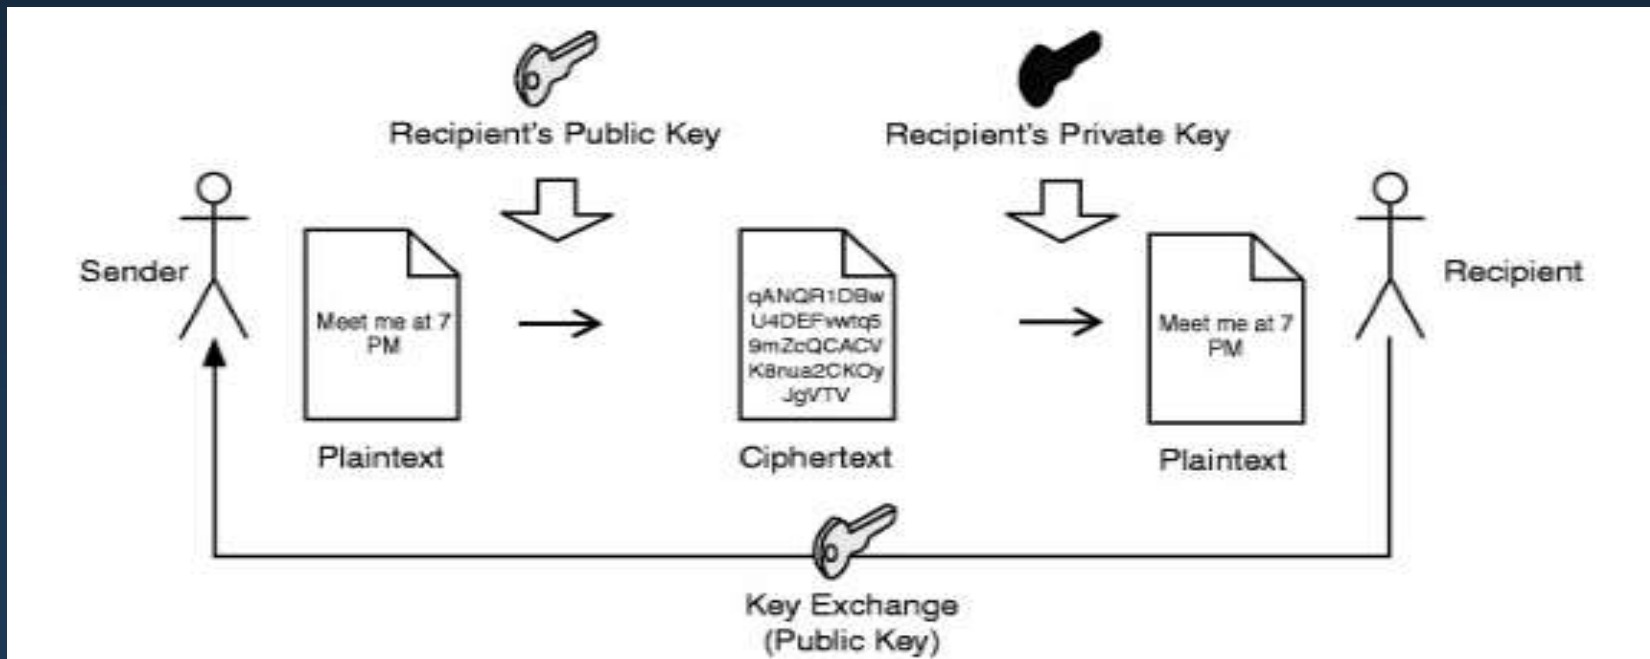 Recipient's Public Key
Recipient's Private Key
Sender
Recipient
Meet me at 7
PM
qANQR1DBw
U4DEFvwtq5
9mZcQCACV
K8nua2CKOy
JgVTV
Meet me at 7
PM
Plaintext
Ciphertext
Plaintext
Key Exchange
(Public Key)